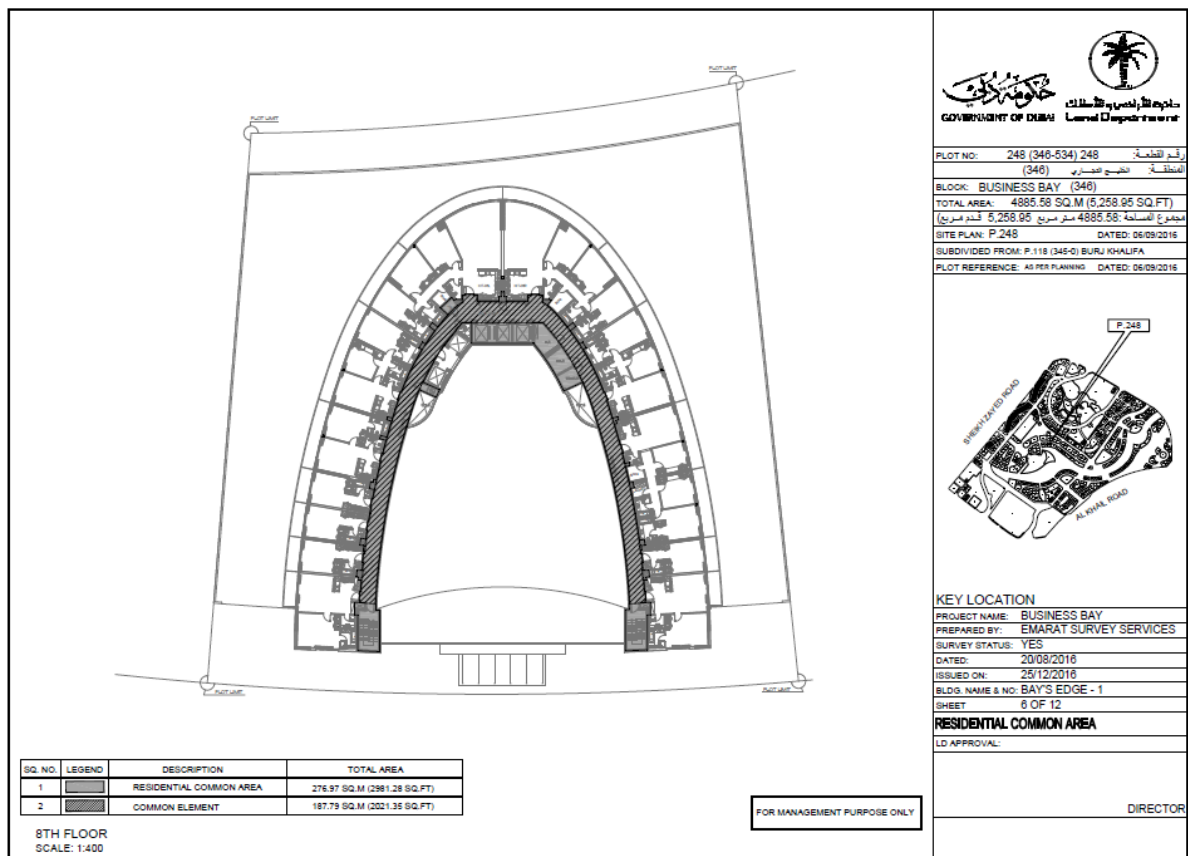 PLOT LIMIT
PLOT LIMIT
PLOT LIMIT
PLOT LIMIT
حكومة دبي
GOVERNMENT OF DUBAI
دائرة الأراضي والأملاك
Land Department
PLOT NO: 248 (346-534) 248 رقم القطعة:
(346) الخليج التجاري المنطقة:
BLOCK: BUSINESS BAY (346)
TOTAL AREA: 4885.58 SQ.M (5,258.95 SQ.FT)
مجموع المساحة: 4885.58 متر مربع 5,258.95 قدم مربع)
SITE PLAN: P.248 DATED: 06/09/2016
SUBDIVIDED FROM: P.118 (345-0) BURJ KHALIFA
PLOT REFERENCE: AS PER PLANNING DATED: 06/09/2016
P.248
SHEIKH ZAYED ROAD
AL KHAIL ROAD
KEY LOCATION
PROJECT NAME: BUSINESS BAY
PREPARED BY: EMARAT SURVEY SERVICES
SURVEY STATUS: YES
DATED: 20/08/2016
ISSUED ON: 25/12/2016
BLDG. NAME & NO: BAY'S EDGE - 1
SHEET 6 OF 12
RESIDENTIAL COMMON AREA
LD APPROVAL:
DIRECTOR
SQ. NO. LEGEND DESCRIPTION TOTAL AREA
1 RESIDENTIAL COMMON AREA 276.97 SQ.M (2981.28 SQ.FT)
2 COMMON ELEMENT 187.79 SQ.M (2021.35 SQ.FT)
8TH FLOOR
SCALE: 1:400
FOR MANAGEMENT PURPOSE ONLY